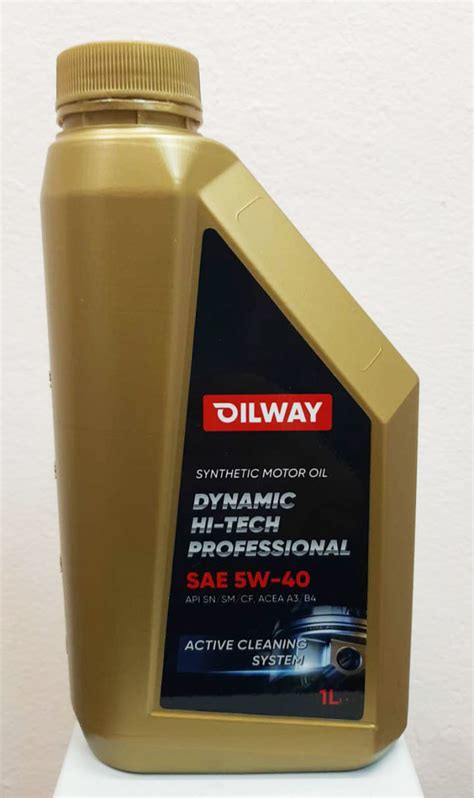 OILWAY
SYNTHETIC MOTOR OIL
DYNAMIC
HI-TECH
PROFESSIONAL
SAE 5W-40
API SN/SM/CF, ACEA A3/B4
ACTIVE CLEANING
SYSTEM
1L